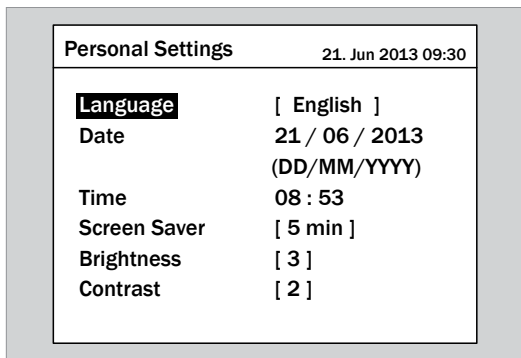 Personal Settings 21. Jun 2013 09:30
Language [ English ]
Date 21 / 06 / 2013
(DD/MM/YYYY)
Time 08 : 53
Screen Saver [ 5 min ]
Brightness [ 3 ]
Contrast [ 2 ]